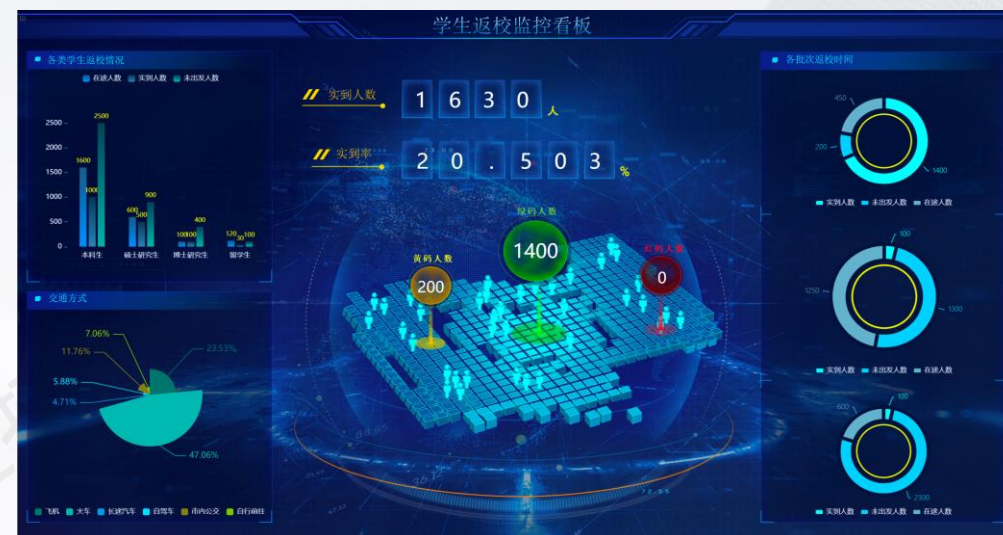 学生返校监控看板
各类学生返校情况
在途人数 实到人数 未出发人数
2500
2000
1500
1000
500
0
1600 1000 2500
600 500 900
100 100 400
120 30 100
本科生 硕士研究生 博士研究生 留学生
交通方式
7.06%
11.76%
5.88%
4.71%
23.53%
47.06%
飞机 火车 长途汽车 自驾车 市内公交 自行前往
实到人数 1630 人
实到率 20.503 %
绿码人数
1400
黄码人数
200
红码人数
0
各批次返校时间
450
200
1400
实到人数 未出发人数 在途人数
100
1250
1300
实到人数 未出发人数 在途人数
100
600
2300
实到人数 未出发人数 在途人数